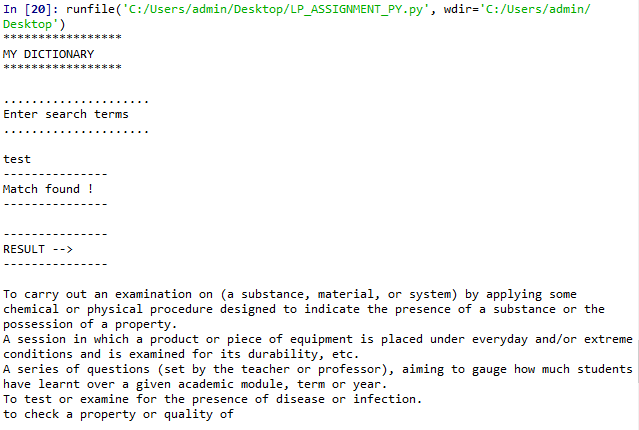 In [20]: runfile('C:/Users/admin/Desktop/LP_ASSIGNMENT_PY.py', wdir='C:/Users/admin/
Desktop')
*****************
MY DICTIONARY
*****************
.....................
Enter search terms
.....................
test
---------------
Match found !
---------------
---------------
RESULT -->
---------------
To carry out an examination on (a substance, material, or system) by applying some
chemical or physical procedure designed to indicate the presence of a substance or the
possession of a property.
A session in which a product or piece of equipment is placed under everyday and/or extreme
conditions and is examined for its durability, etc.
A series of questions (set by the teacher or professor), aiming to gauge how much students
have learnt over a given academic module, term or year.
To test or examine for the presence of disease or infection.
to check a property or quality of